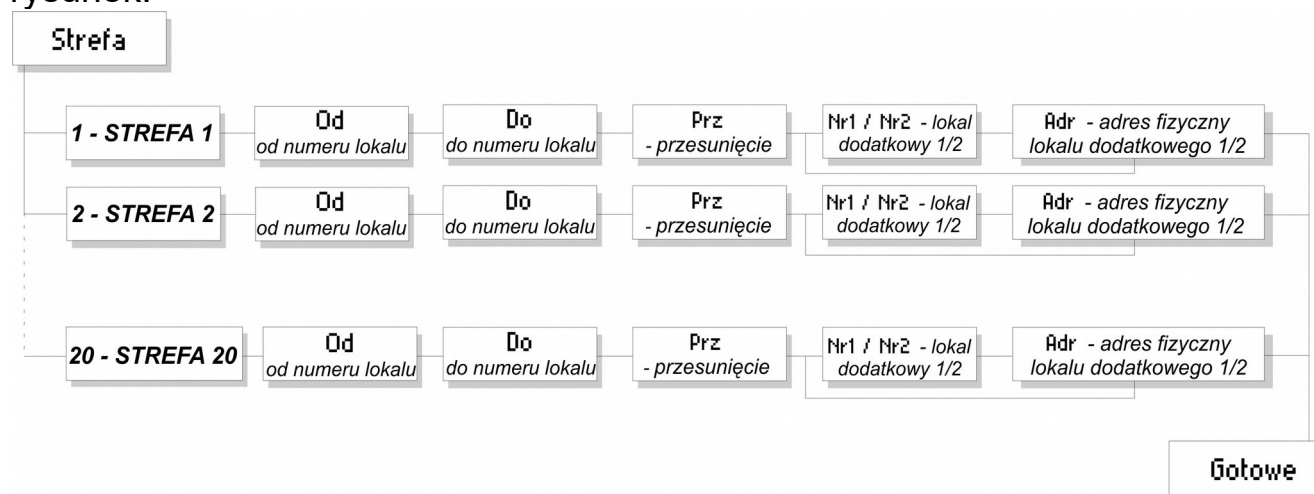 rysunek.
Strefa
1 - STREFA 1
Od
od numeru lokalu
Do
do numeru lokalu
Prz
- przesunięcie
Nr1 / Nr2 - lokal
dodatkowy 1/2
Adr - adres fizyczny
lokalu dodatkowego 1/2
2 - STREFA 2
Od
od numeru lokalu
Do
do numeru lokalu
Prz
- przesunięcie
Nr1 / Nr2 - lokal
dodatkowy 1/2
Adr - adres fizyczny
lokalu dodatkowego 1/2
20 - STREFA 20
Od
od numeru lokalu
Do
do numeru lokalu
Prz
- przesunięcie
Nr1 / Nr2 - lokal
dodatkowy 1/2
Adr - adres fizyczny
lokalu dodatkowego 1/2
Gotowe